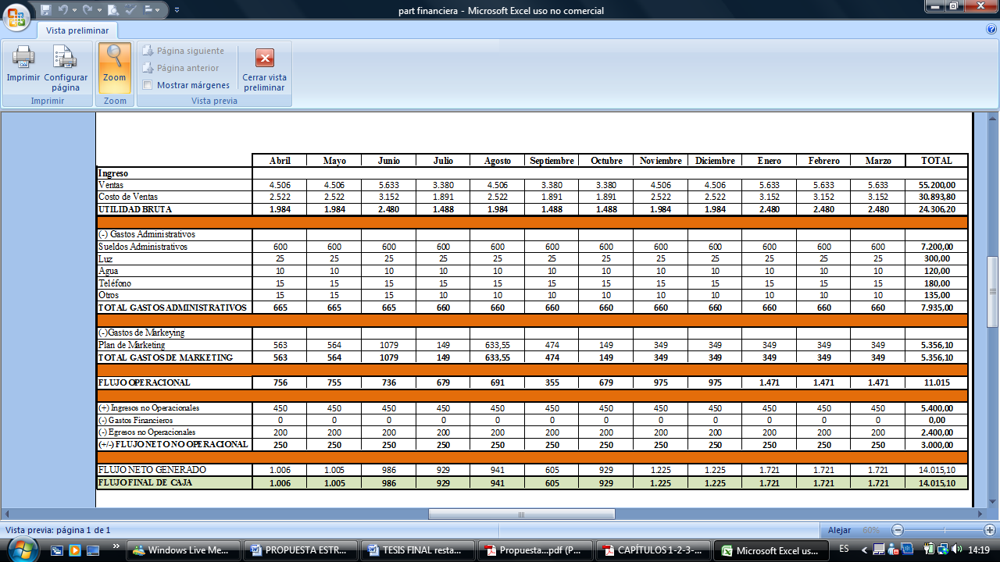 part financiera - Microsoft Excel uso no comercial
Vista preliminar
Imprimir
Configurar página
Zoom
Página siguiente
Página anterior
Mostrar márgenes
Cerrar vista preliminar
Imprimir Zoom Vista previa
Abril Mayo Junio Julio Agosto Septiembre Octubre Noviembre Diciembre Enero Febrero Marzo TOTAL
Ingreso
Ventas 4.506 4.506 5.633 3.380 4.506 3.380 3.380 4.506 4.506 5.633 5.633 5.633 55.200,00
Costo de Ventas 2.522 2.522 3.152 1.891 2.522 1.891 1.891 2.522 2.522 3.152 3.152 3.152 30.893,80
UTILIDAD BRUTA 1.984 1.984 2.480 1.488 1.984 1.488 1.488 1.984 1.984 2.480 2.480 2.480 24.306,20
(-) Gastos Administrativos
Sueldos Administrativos 600 600 600 600 600 600 600 600 600 600 600 600 7.200,00
Luz 25 25 25 25 25 25 25 25 25 25 25 25 300,00
Agua 10 10 10 10 10 10 10 10 10 10 10 10 120,00
Teléfono 15 15 15 15 15 15 15 15 15 15 15 15 180,00
Otros 15 15 15 10 10 10 10 10 10 10 10 10 135,00
TOTAL GASTOS ADMINISTRATIVOS 665 665 665 660 660 660 660 660 660 660 660 660 7.935,00
(-)Gastos de Markeying
Plan de Marketing 563 564 1079 149 633,55 474 149 349 349 349 349 349 5.356,10
TOTAL GASTOS DE MARKETING 563 564 1079 149 633,55 474 149 349 349 349 349 349 5.356,10
FLUJO OPERACIONAL 756 755 736 679 691 355 679 975 975 1.471 1.471 1.471 11.015
(+) Ingresos no Operacionales 450 450 450 450 450 450 450 450 450 450 450 450 5.400,00
(-) Gastos Financieros 0 0 0 0 0 0 0 0 0 0 0 0 0,00
(-) Egresos no Operacionales 200 200 200 200 200 200 200 200 200 200 200 200 2.400,00
(+/-) FLUJO NETO NO OPERACIONAL 250 250 250 250 250 250 250 250 250 250 250 250 3.000,00
FLUJO NETO GENERADO 1.006 1.005 986 929 941 605 929 1.225 1.225 1.721 1.721 1.721 14.015,10
FLUJO FINAL DE CAJA 1.006 1.005 986 929 941 605 929 1.225 1.225 1.721 1.721 1.721 14.015,10
Vista previa: página 1 de 1 Alejar 60%
Windows Live Me... PROPUESTA ESTR... TESIS FINAL resta... Propuesta...pdf (P... CAPÍTULOS 1-2-3-... Microsoft Excel us... ES 14:19